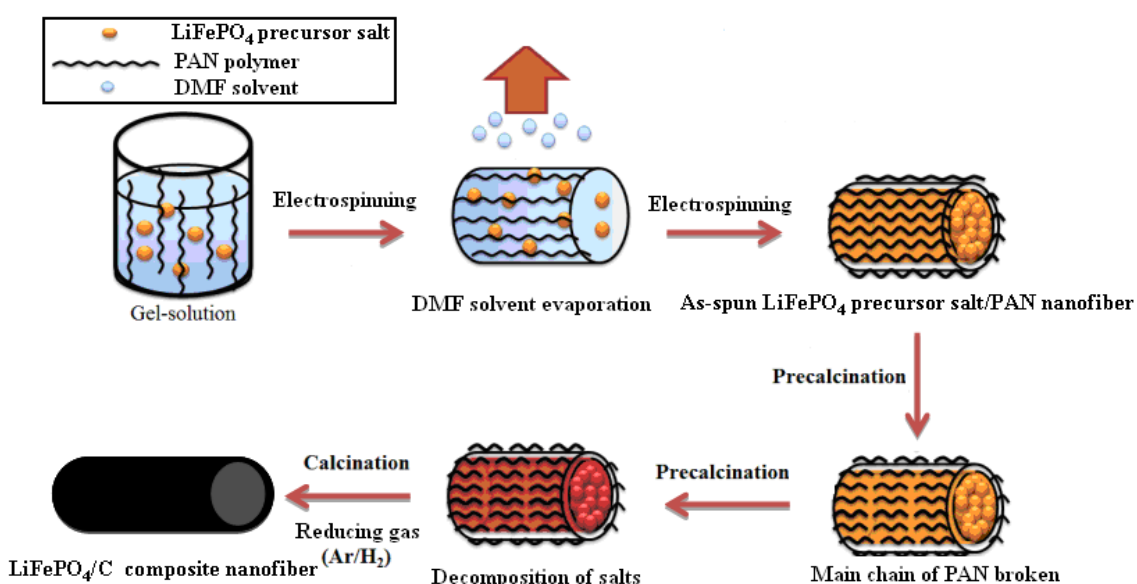 LiFePO₄ precursor salt
PAN polymer
DMF solvent
Electrospinning
Electrospinning
Gel-solution
DMF solvent evaporation
As-spun LiFePO₄ precursor salt/PAN nanofiber
Precalcination
Calcination
Precalcination
Reducing gas
(Ar/H₂)
LiFePO₄/C composite nanofiber
Decomposition of salts
Main chain of PAN broken